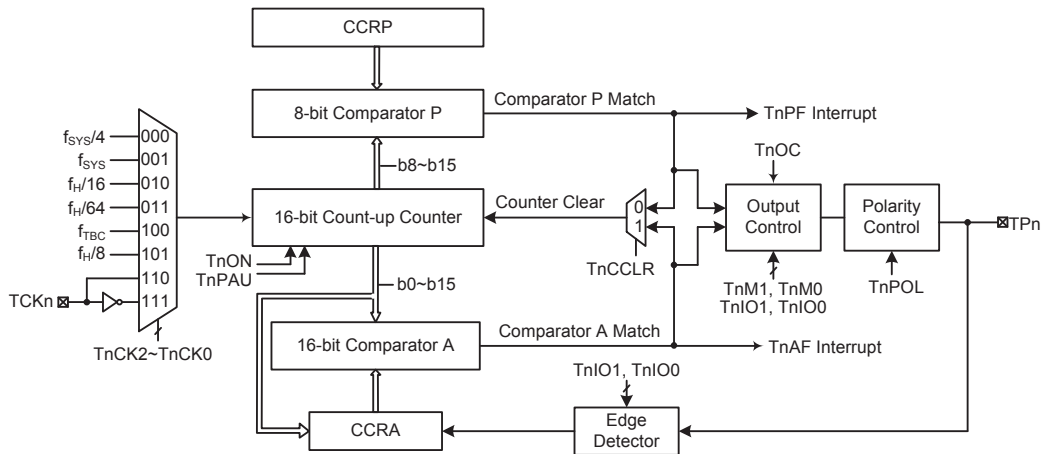 CCRP
8-bit Comparator P
Comparator P Match
TnPF Interrupt
b8~b15
fSYS/4
000
fSYS
001
fH/16
010
fH/64
011
fTBC
100
fH/8
101
110
111
TCKn
TnCK2~TnCK0
16-bit Count-up Counter
Counter Clear
0
1
TnCCLR
TnOC
Output
Control
Polarity
Control
TPn
TnON
TnPAU
TnM1, TnM0
TnIO1, TnIO0
TnPOL
b0~b15
16-bit Comparator A
Comparator A Match
TnAF Interrupt
TnIO1, TnIO0
CCRA
Edge
Detector